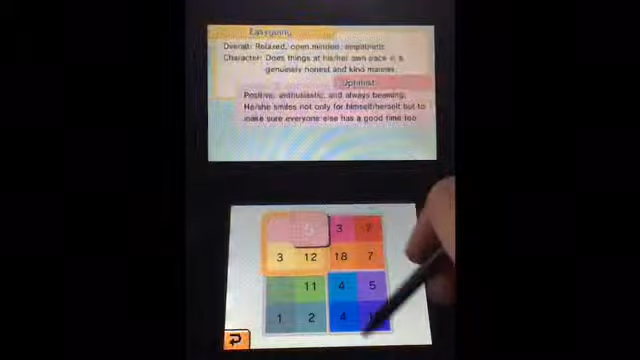 Easygoing
Overall: Relaxed, open-minded, empathetic
Character: Does things at his/her own pace in a
genuinely honest and kind manner.
Optimist
Positive, enthusiastic, and always beaming.
He/she smiles not only for himself/herself but to
make sure everyone else has a good time too.
5 3 7
3 12 18 7
11 4 5
1 2 4